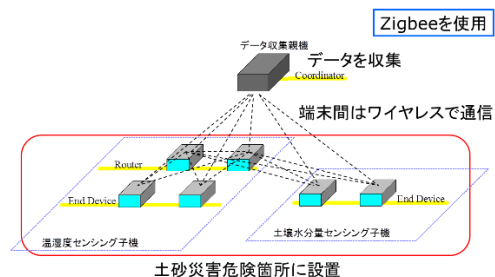 Zigbeeを使用
データ収集親機
データを収集
Coordinator
端末間はワイヤレスで通信
Router
End Device
End Device
温湿度センシング子機
土壌水分量センシング子機
土砂災害危険箇所に設置